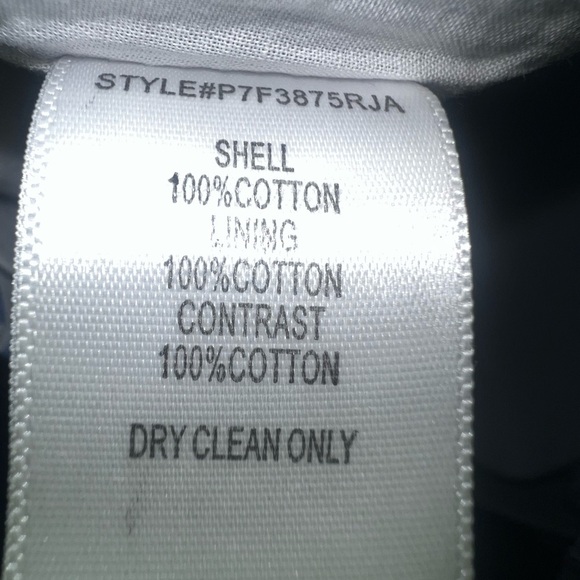 STYLE#P7F3875RJA
SHELL
100%COTTON
LINING
100%COTTON
CONTRAST
100%COTTON
DRY CLEAN ONLY